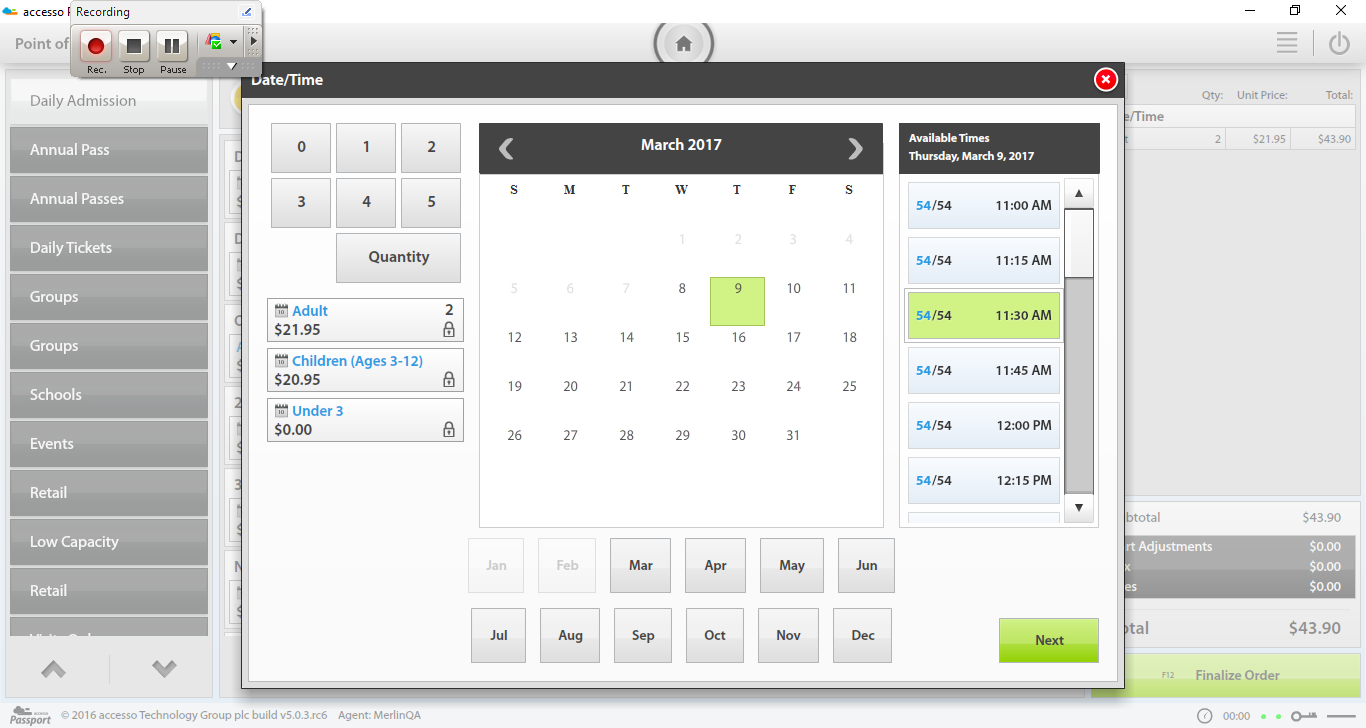 accesso
Recording
Point of
Rec. Stop Pause
Date/Time
Daily Admission
Annual Pass
Annual Passes
Daily Tickets
Groups
Groups
Schools
Events
Retail
Low Capacity
Retail
0 1 2
3 4 5
Quantity
Adult 2
$21.95
Children (Ages 3-12)
$20.95
Under 3
$0.00
March 2017
S M T W T F S
1 2 3 4
5 6 7 8 9 10 11
12 13 14 15 16 17 18
19 20 21 22 23 24 25
26 27 28 29 30 31
Jan Feb Mar Apr May Jun
Jul Aug Sep Oct Nov Dec
Available Times
Thursday, March 9, 2017
54/54 11:00 AM
54/54 11:15 AM
54/54 11:30 AM
54/54 11:45 AM
54/54 12:00 PM
54/54 12:15 PM
Next
Qty: Unit Price: Total:
e/Time
t 2 $21.95 $43.90
btotal $43.90
rt Adjustments $0.00
x $0.00
es $0.00
tal $43.90
F12 Finalize Order
accesso
Passport
© 2016 accesso Technology Group plc build v5.0.3.rc6 Agent: MerlinQA
00:00